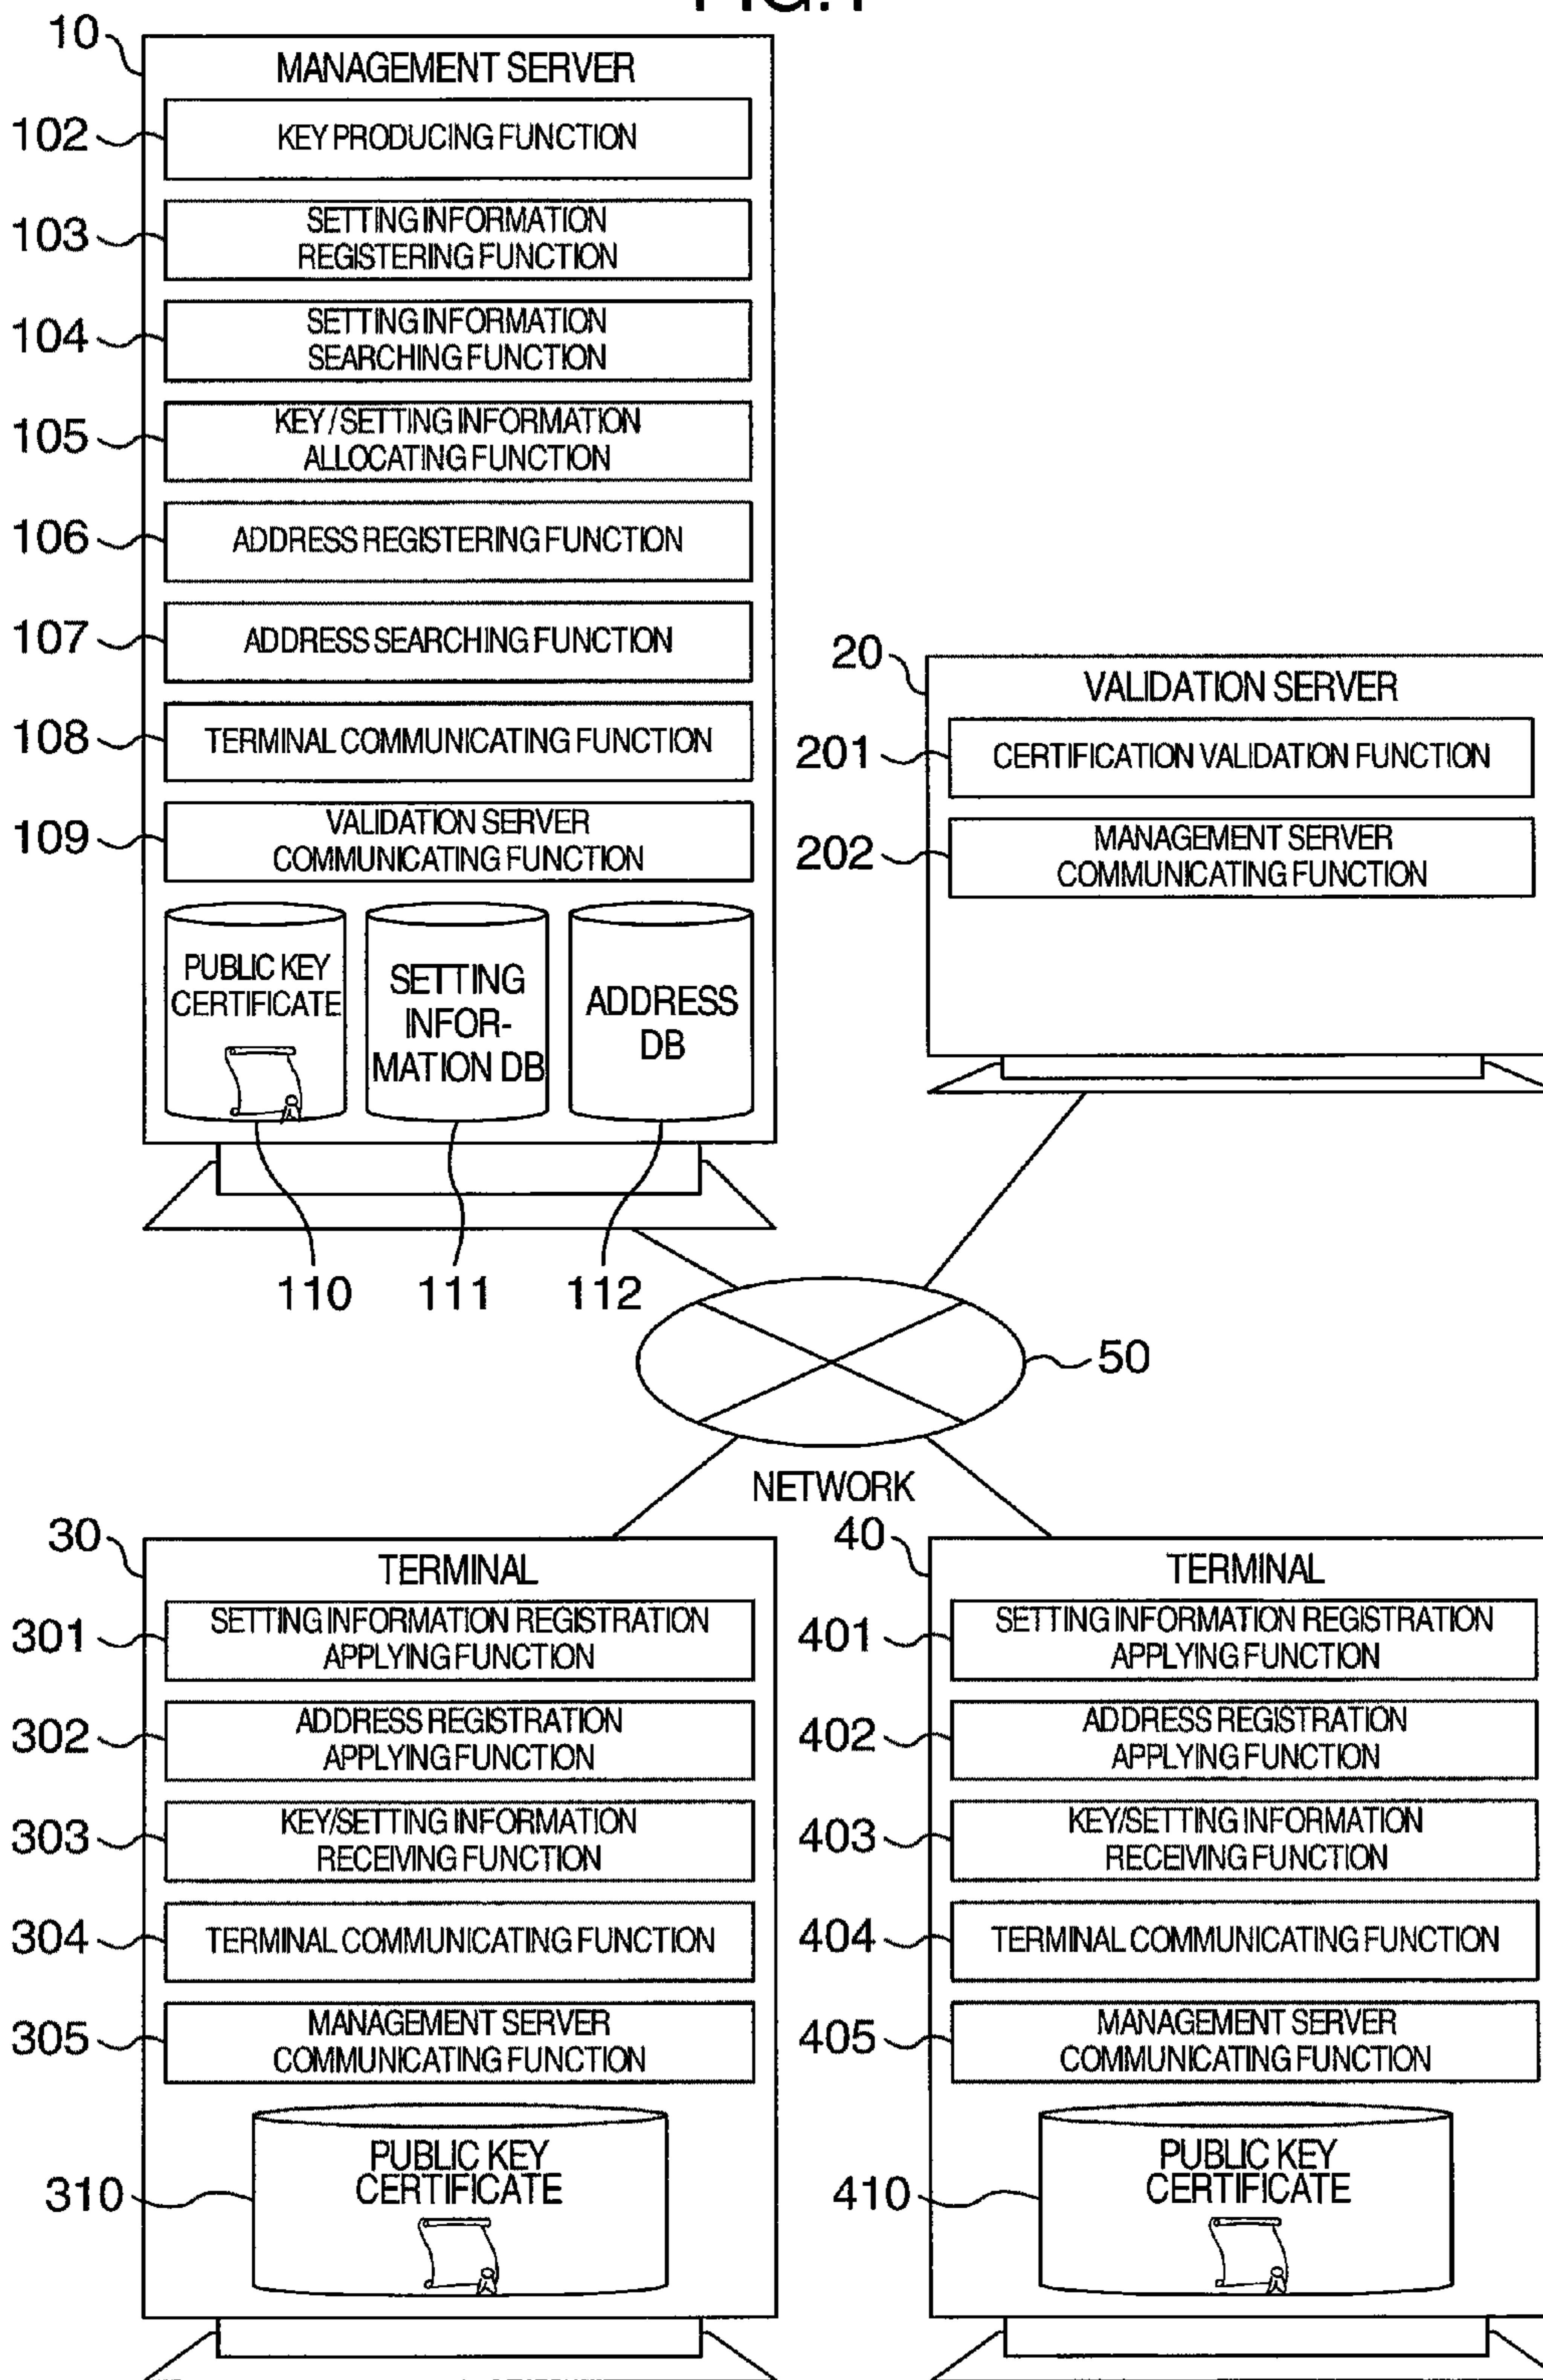 FIG.1
10
MANAGEMENT SERVER
102
KEY PRODUCING FUNCTION
103
SETTING INFORMATION
REGISTERING FUNCTION
104
SETTING INFORMATION
SEARCHING FUNCTION
105
KEY/SETTING INFORMATION
ALLOCATING FUNCTION
106
ADDRESS REGISTERING FUNCTION
107
ADDRESS SEARCHING FUNCTION
108
TERMINAL COMMUNICATING FUNCTION
109
VALIDATION SERVER
COMMUNICATING FUNCTION
PUBLIC KEY
CERTIFICATE
SETTING
INFOR-
MATION DB
ADDRESS
DB
110
111
112
20
VALIDATION SERVER
201
CERTIFICATION VALIDATION FUNCTION
202
MANAGEMENT SERVER
COMMUNICATING FUNCTION
50
NETWORK
30
TERMINAL
301
SETTING INFORMATION REGISTRATION
APPLYING FUNCTION
302
ADDRESS REGISTRATION
APPLYING FUNCTION
303
KEY/SETTING INFORMATION
RECEIVING FUNCTION
304
TERMINAL COMMUNICATING FUNCTION
305
MANAGEMENT SERVER
COMMUNICATING FUNCTION
310
PUBLIC KEY
CERTIFICATE
40
TERMINAL
401
SETTING INFORMATION REGISTRATION
APPLYING FUNCTION
402
ADDRESS REGISTRATION
APPLYING FUNCTION
403
KEY/SETTING INFORMATION
RECEIVING FUNCTION
404
TERMINAL COMMUNICATING FUNCTION
405
MANAGEMENT SERVER
COMMUNICATING FUNCTION
410
PUBLIC KEY
CERTIFICATE